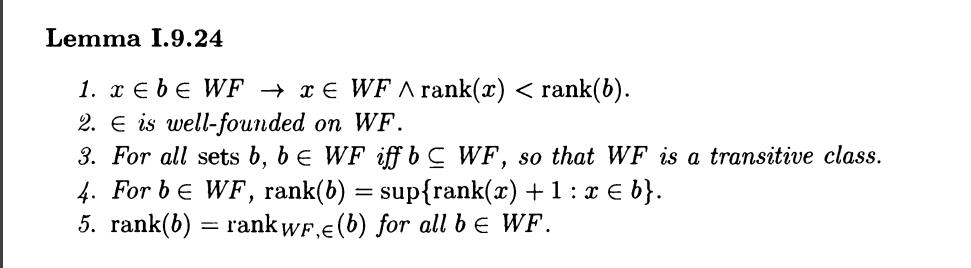 Lemma I.9.24
1. x ∈ b ∈ WF → x ∈ WF ∧ rank(x) < rank(b).
2. ∈ is well-founded on WF.
3. For all sets b, b ∈ WF iff b ⊆ WF, so that WF is a transitive class.
4. For b ∈ WF, rank(b) = sup{rank(x) + 1 : x ∈ b}.
5. rank(b) = rank_{WF,∈}(b) for all b ∈ WF.